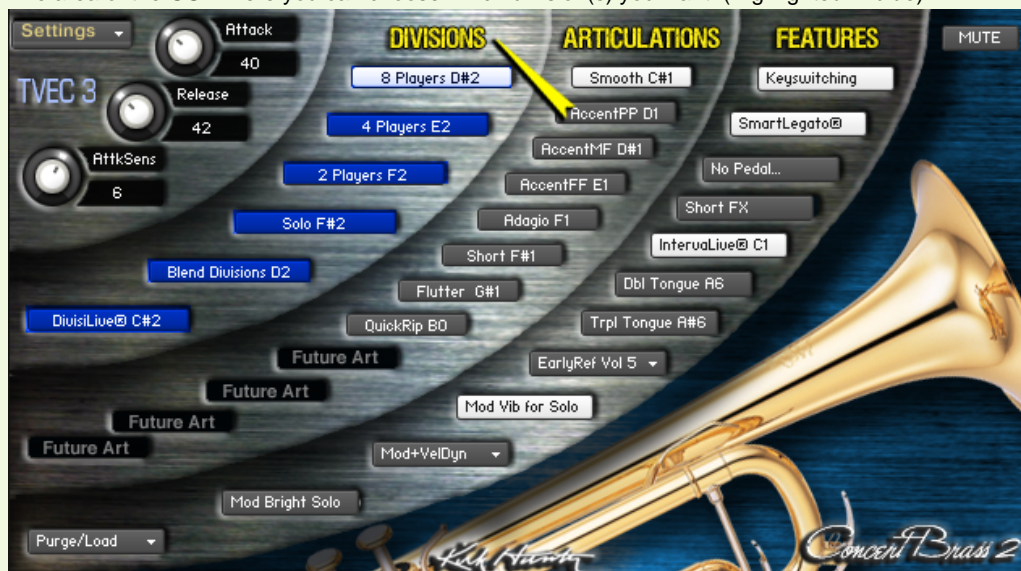 Settings
Attack
40
TVEC 3
Release
42
AttkSens
6
DIVISIONS
8 Players D#2
4 Players E2
2 Players F2
Solo F#2
Blend Divisions D2
DivisiLive® C#2
ARTICULATIONS
Smooth C#1
AccentPP D1
AccentMF D#1
AccentFF E1
Adagio F1
Short F#1
Flutter G#1
QuickRip B0
Future Art
Future Art
Future Art
Future Art
FEATURES
Keyswitching
SmartLegato®
No Pedal...
Short FX
IntervaLive® C1
Dbl Tongue A6
Trpl Tongue A#6
EarlyRef Vol 5
Mod Vib for Solo
Mod+VelDyn
Mod Bright Solo
MUTE
Purge/Load
Kirk Hunter
Concert Brass 2